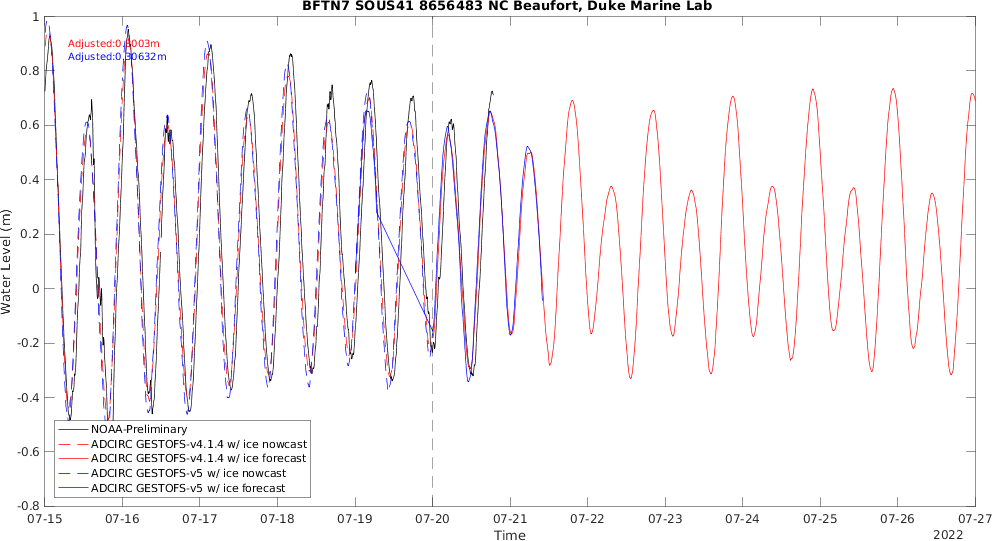 BFTN7 SOUS41 8656483 NC Beaufort, Duke Marine Lab
Adjusted:0.3003m
Adjusted:0.30632m
Water Level (m)
1
0.8
0.6
0.4
0.2
0
-0.2
-0.4
-0.6
-0.8
NOAA-Preliminary
ADCIRC GESTOFS-v4.1.4 w/ ice nowcast
ADCIRC GESTOFS-v4.1.4 w/ ice forecast
ADCIRC GESTOFS-v5 w/ ice nowcast
ADCIRC GESTOFS-v5 w/ ice forecast
07-15 07-16 07-17 07-18 07-19 07-20 07-21 07-22 07-23 07-24 07-25 07-26 07-27
Time
2022